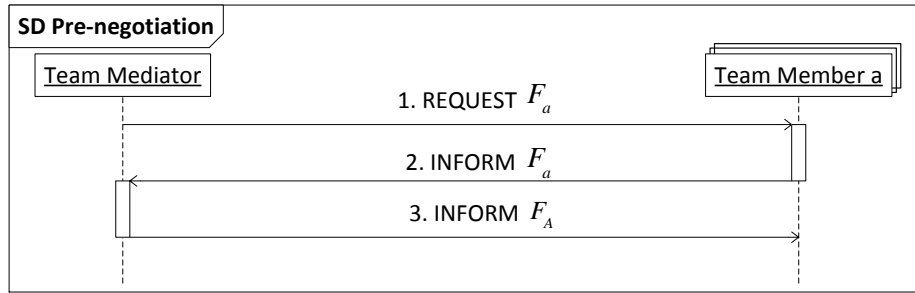 SD Pre-negotiation
Team Mediator
Team Member a
1. REQUEST F_a
2. INFORM F_a
3. INFORM F_A